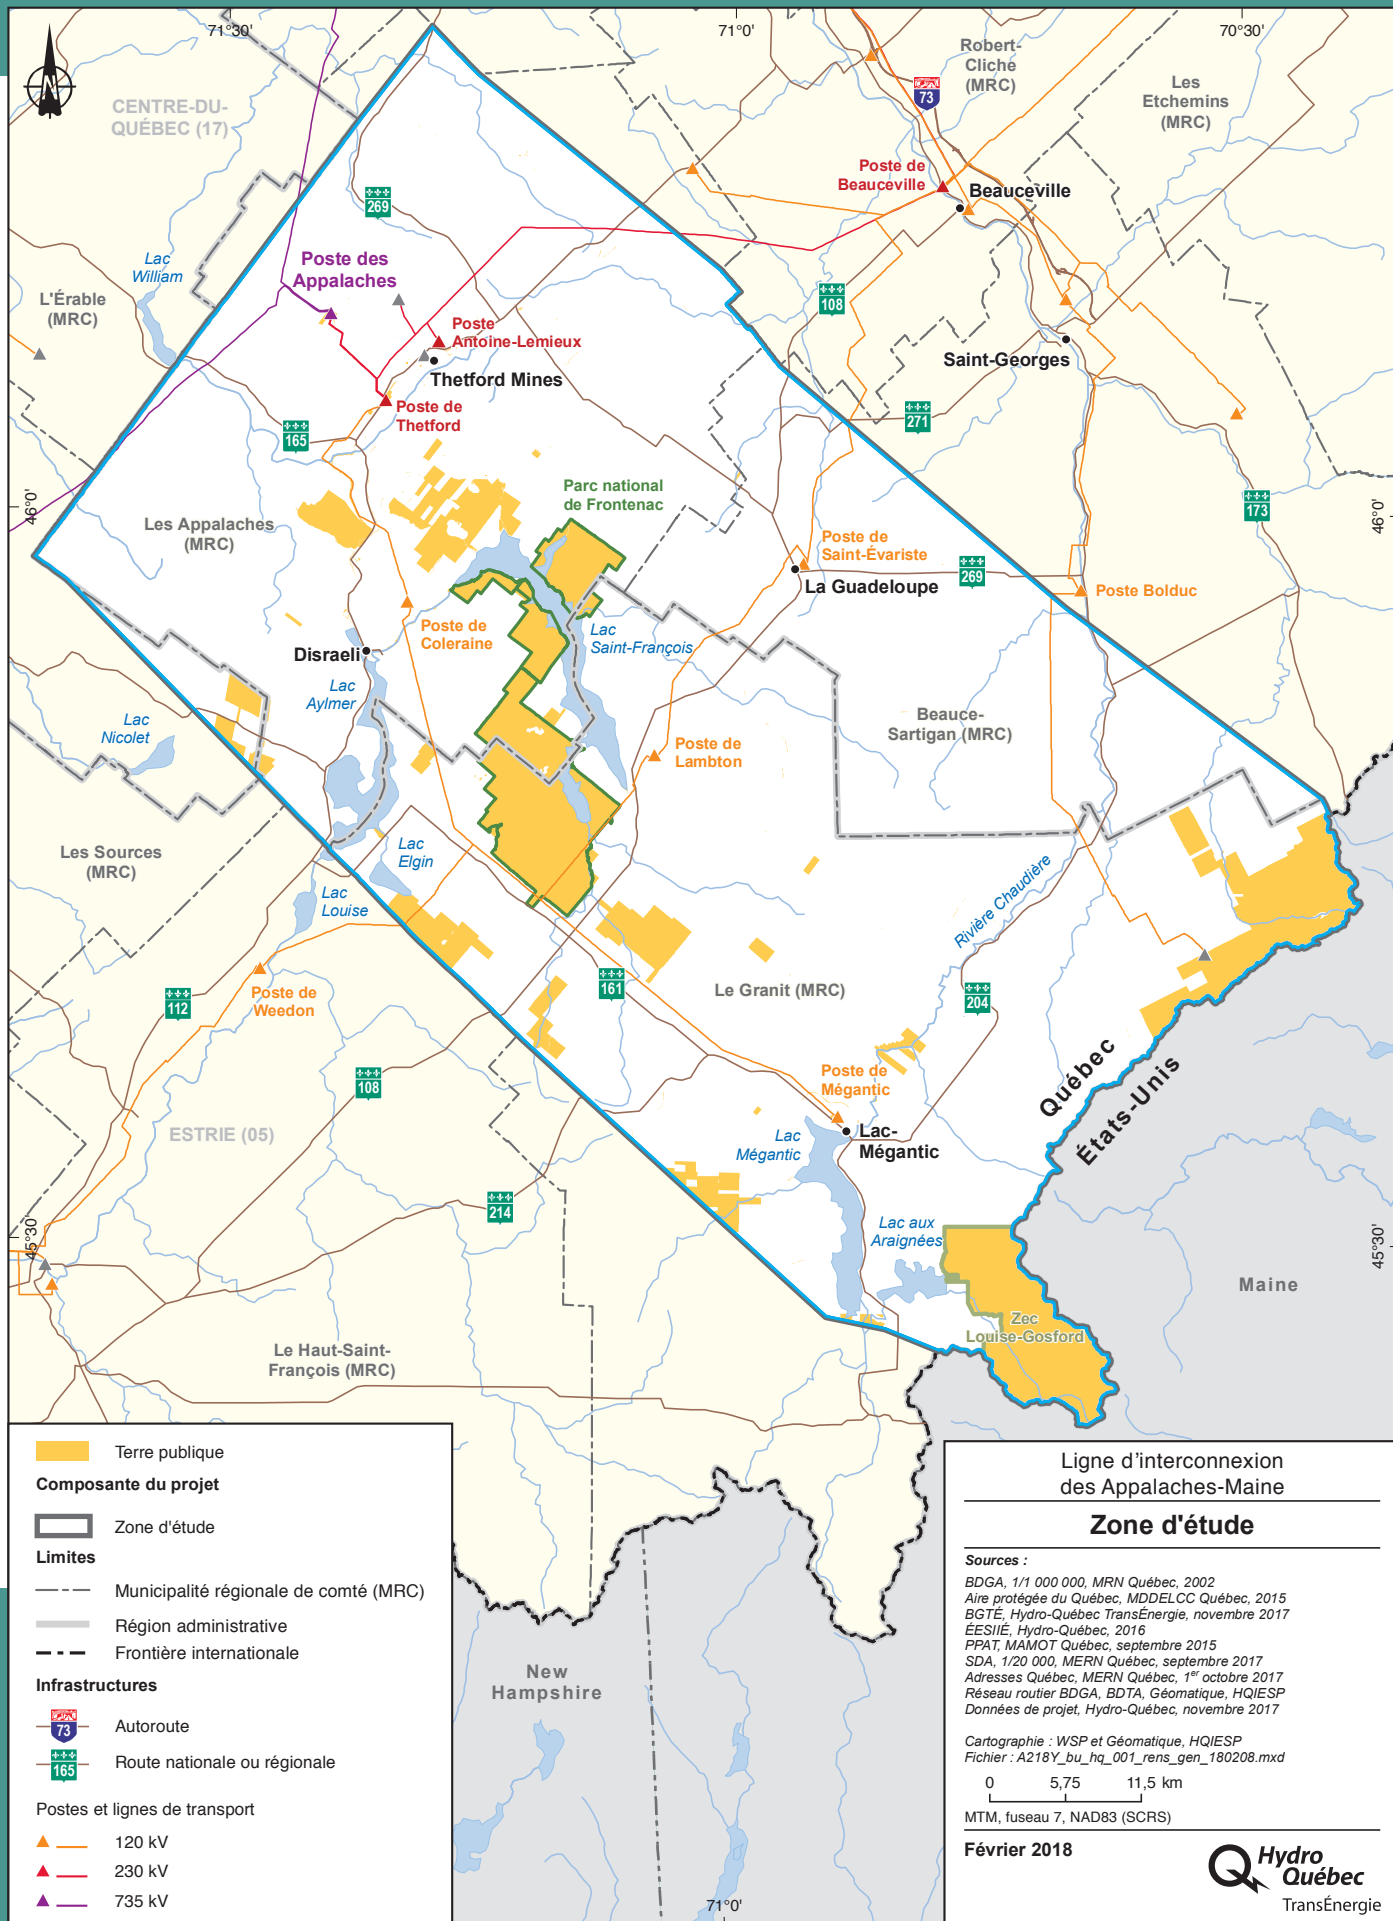 71°30'
71°0'
70°30'
Robert-
Cliche
(MRC)
73
Les
Etchemins
(MRC)
CENTRE-DU-
QUÉBEC (17)
N
269
Poste de
Beauceville
Beauceville
Lac
William
Poste des
Appalaches
L'Érable
(MRC)
108
Poste
Antoine-Lemieux
Saint-Georges
Thetford Mines
Poste de
Thetford
271
165
Parc national
de Frontenac
46°0'
46°0'
173
Les Appalaches
(MRC)
Poste de
Saint-Évariste
269
La Guadeloupe
Poste Bolduc
Poste de
Coleraine
Lac
Saint-François
Disraeli
Lac
Aylmer
Lac
Nicolet
Beauce-
Sartigan (MRC)
Poste de
Lambton
Les Sources
(MRC)
Lac
Elgin
Lac
Louise
Rivière Chaudière
Poste de
Weedon
112
161
Le Granit (MRC)
204
Québec
États-Unis
108
Poste de
Mégantic
ESTRIE (05)
Lac
Mégantic
Lac-
Mégantic
214
Lac aux
Araignées
45°30'
45°30'
Maine
Zec
Louise-Gosford
Le Haut-Saint-
François (MRC)
New
Hampshire
71°0'
Terre publique
Composante du projet
Zone d'étude
Limites
Municipalité régionale de comté (MRC)
Région administrative
Frontière internationale
Infrastructures
73
Autoroute
165
Route nationale ou régionale
Postes et lignes de transport
120 kV
230 kV
735 kV
Ligne d'interconnexion
des Appalaches-Maine
Zone d'étude
Sources :
BDGA, 1/1 000 000, MRN Québec, 2002
Aire protégée du Québec, MDDELCC Québec, 2015
BGTÉ, Hydro-Québec TransÉnergie, novembre 2017
ÉESIIÉ, Hydro-Québec, 2016
PPAT, MAMOT Québec, septembre 2015
SDA, 1/20 000, MERN Québec, septembre 2017
Adresses Québec, MERN Québec, 1er octobre 2017
Réseau routier BDGA, BDTA, Géomatique, HQIESP
Données de projet, Hydro-Québec, novembre 2017
Cartographie : WSP et Géomatique, HQIESP
Fichier : A218Y_bu_hq_001_rens_gen_180208.mxd
0 5,75 11,5 km
MTM, fuseau 7, NAD83 (SCRS)
Février 2018
Hydro
Québec
TransÉnergie